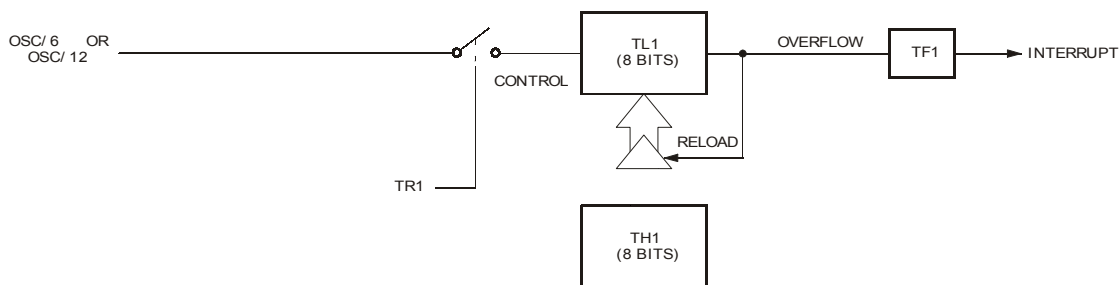 OSC/ 6 OR
OSC/ 12
TL1
(8 BITS)
OVERFLOW
TF1
INTERRUPT
CONTROL
RELOAD
TR1
TH1
(8 BITS)